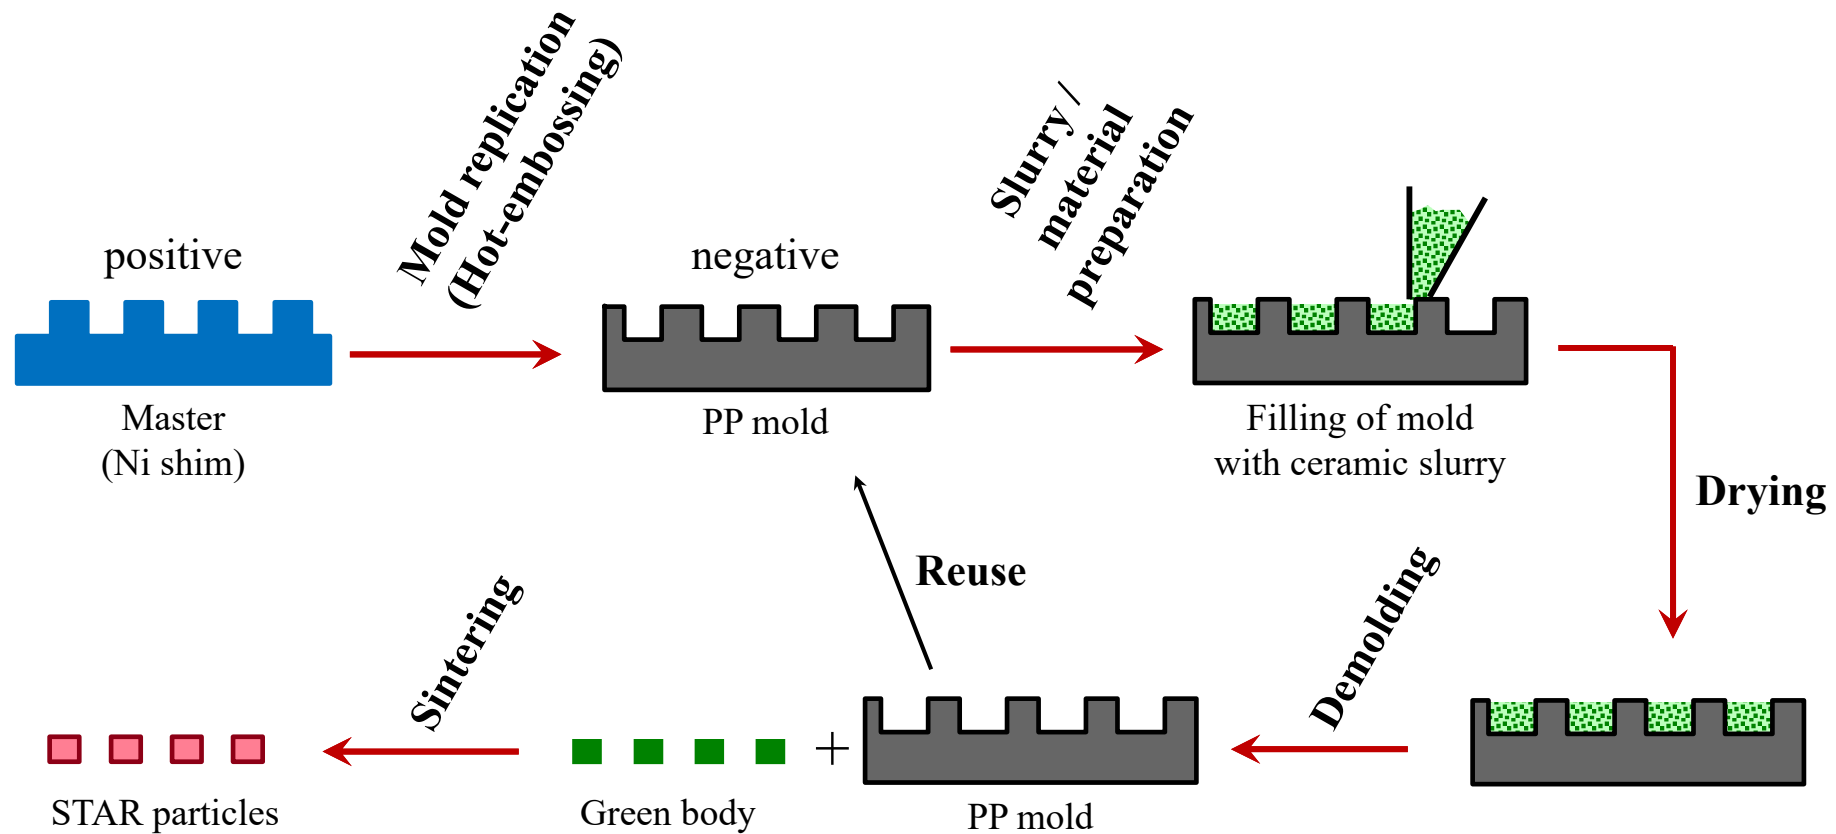 positive
Master
(Ni shim)
Mold replication
(Hot-embossing)
negative
PP mold
Slurry /
material
preparation
Filling of mold
with ceramic slurry
Drying
Demolding
Reuse
+
PP mold
Green body
Sintering
STAR particles